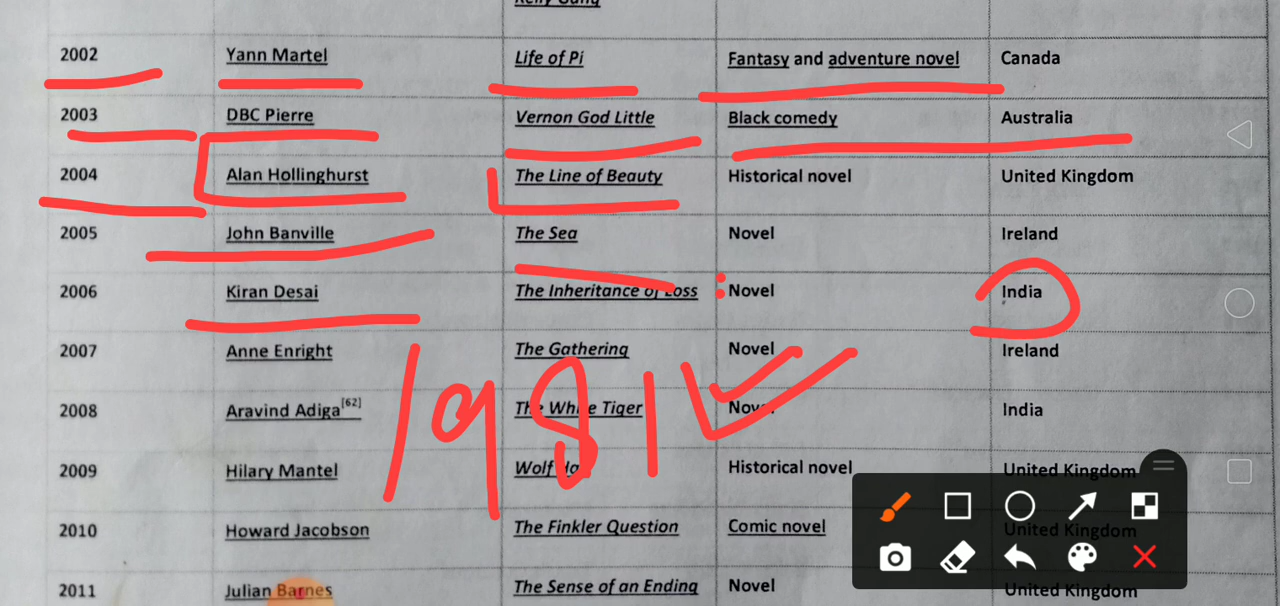 Kelly Gang
2002 Yann Martel Life of Pi Fantasy and adventure novel Canada
2003 DBC Pierre Vernon God Little Black comedy Australia
2004 Alan Hollinghurst The Line of Beauty Historical novel United Kingdom
2005 John Banville The Sea Novel Ireland
2006 Kiran Desai The Inheritance of Loss Novel India
2007 Anne Enright The Gathering Novel Ireland
2008 Aravind Adiga[62] The White Tiger Novel India
1981
2009 Hilary Mantel Wolf Historical novel United Kingdom
2010 Howard Jacobson The Finkler Question Comic novel United Kingdom
2011 Julian Barnes The Sense of an Ending Novel United Kingdom